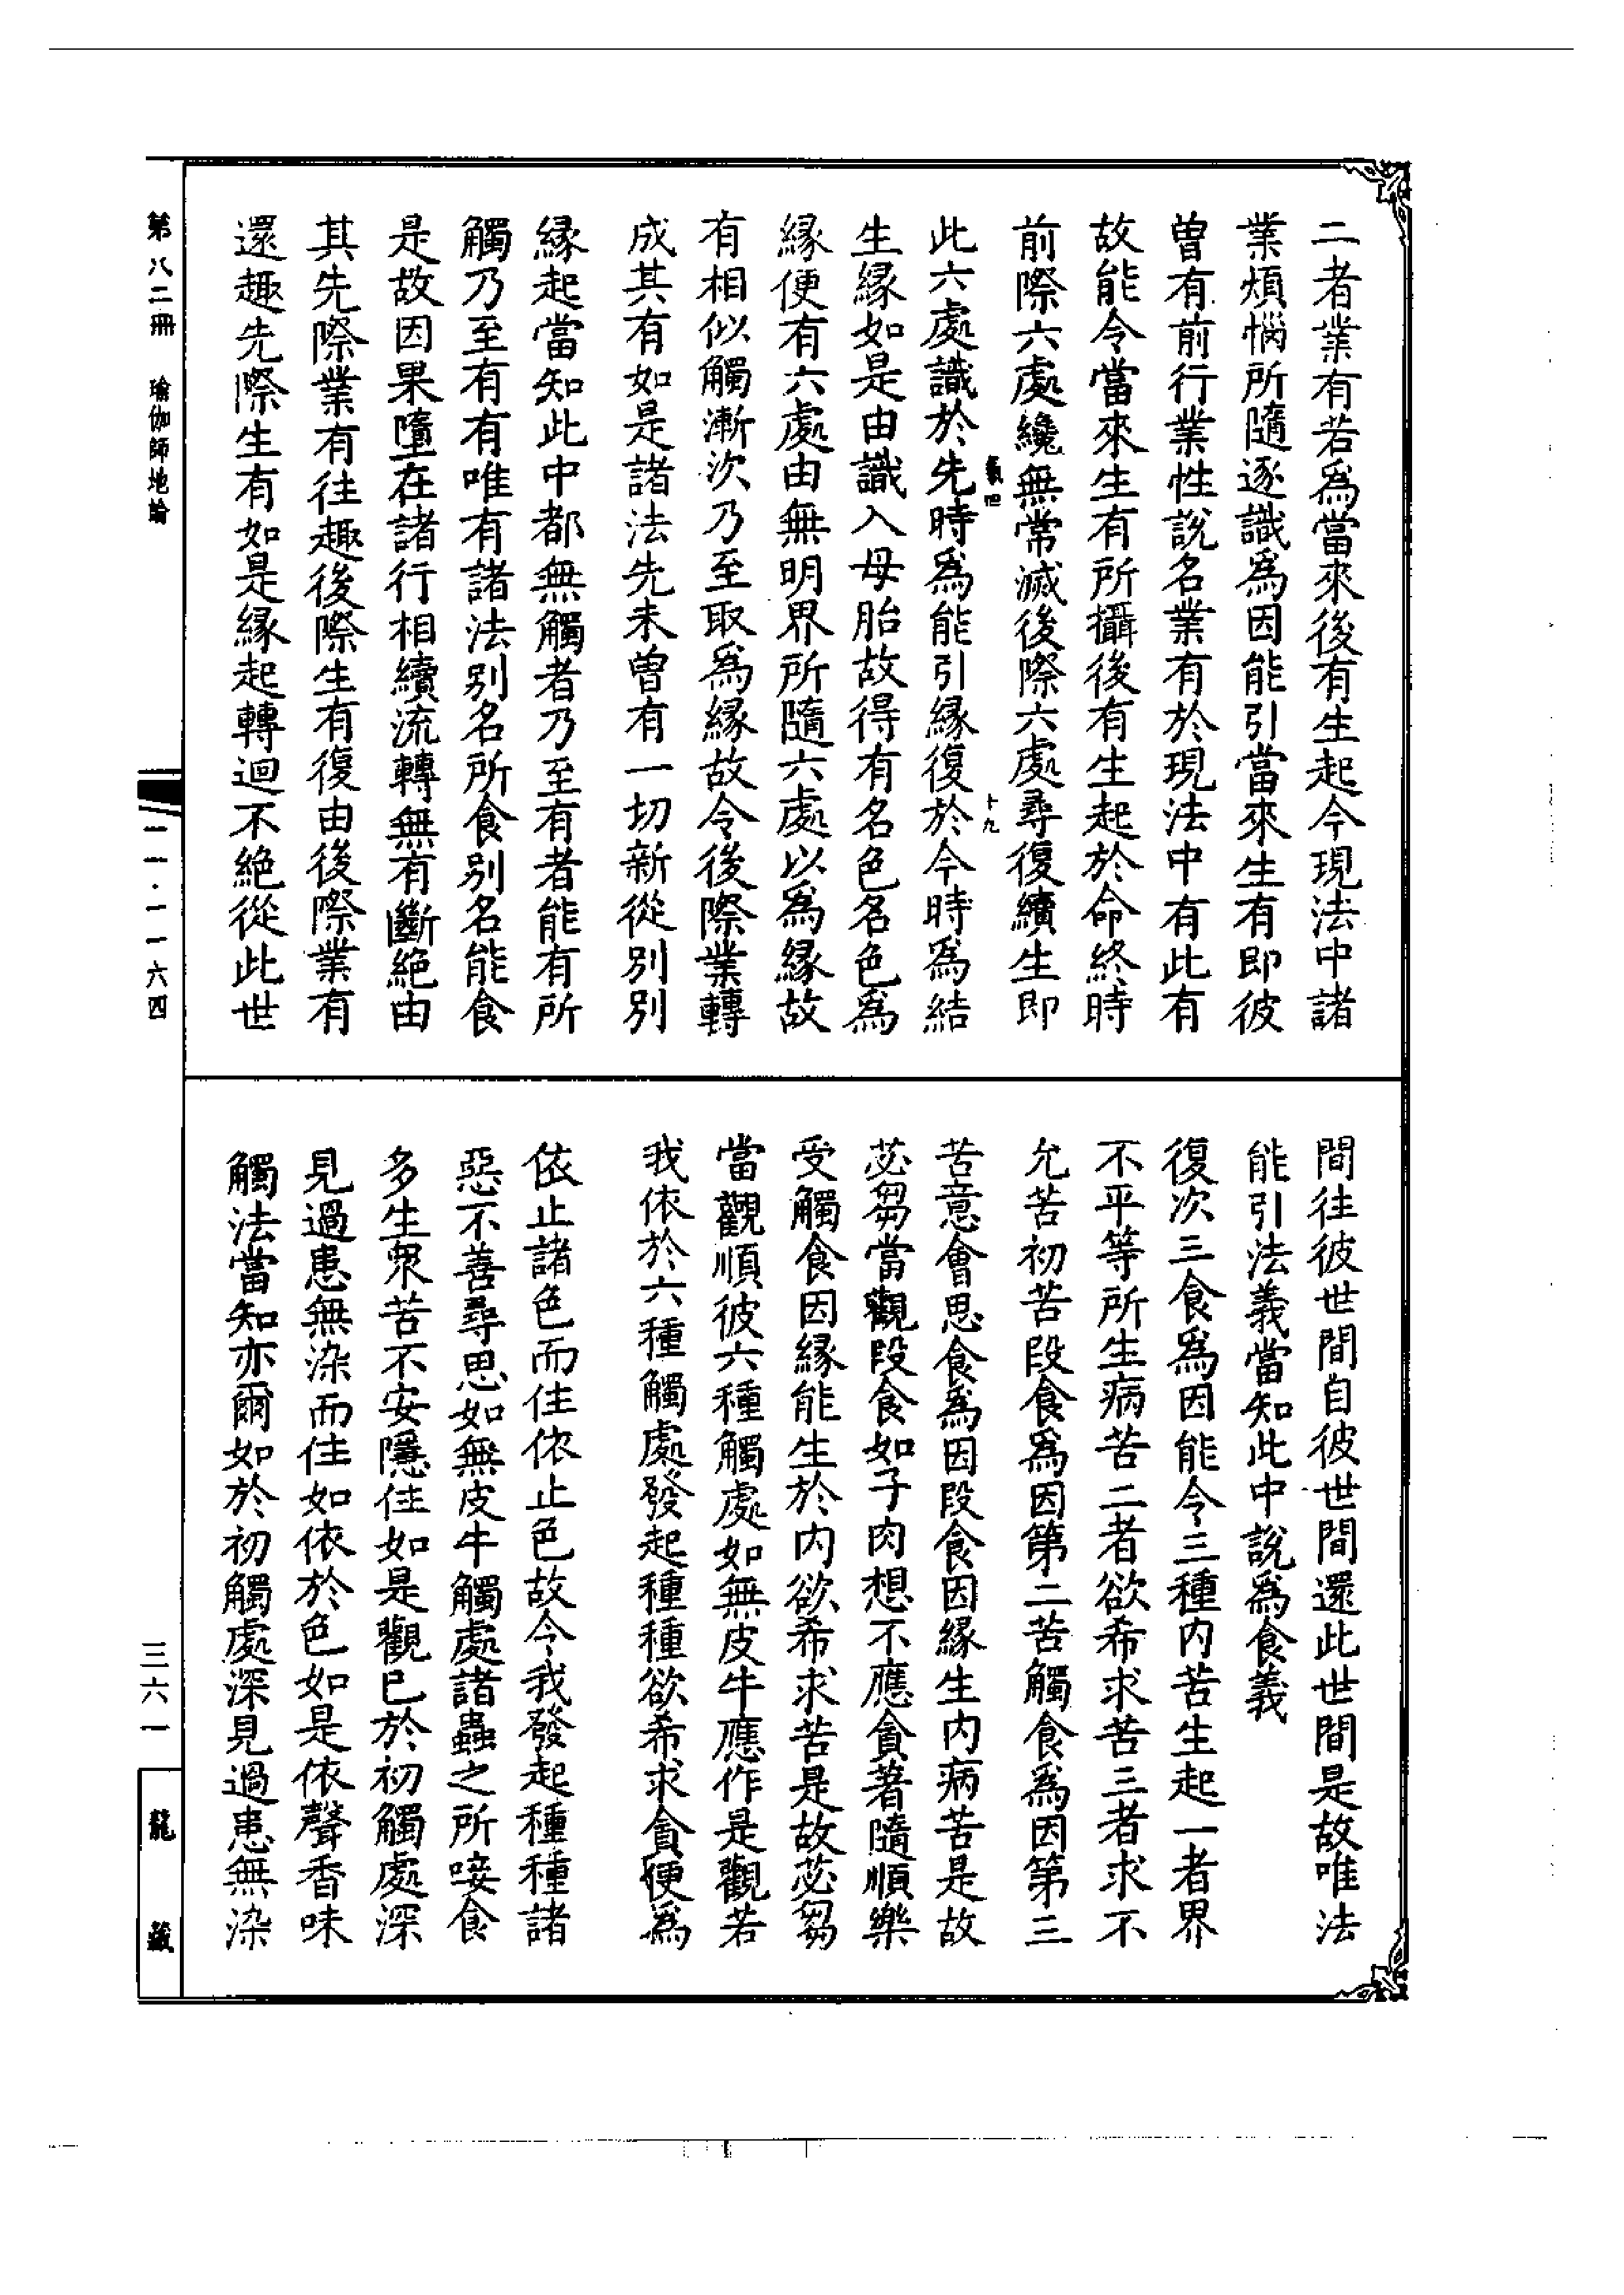 二者業有若爲當來後有生起今現法中諸
業煩惱所隨逐識爲因能引當來生有即彼
曾有前行業性說名業有於現法中有此有
故能令當來生有所攝後有生起於命終時
前際六處纔無常滅後際六處尋復續生即
十九
此六處識於先時爲能引緣復於今時爲結
生緣如是由識入母胎故得有名色名色爲
緣便有六處由無明界所隨六處以爲緣故
有相似觸漸次乃至取爲緣故令後際業轉
成其有如是諸法先未曾有一切新從別別
緣起當知此中都無觸者乃至有者能有所
觸乃至有有唯有諸法別名所食別名能食
是故因果墮在諸行相續流轉無有斷絕由
其先際業有往趣後際生有復由後際業有
還趣先際生有如是緣起轉迴不絕從此世
間往彼世間自彼世間還此世間是故唯法
能引法義當知此中說爲食義
復次三食爲因能令三種內苦生起一者界
不平等所生病苦二者欲希求苦三者求不
允苦初苦段食爲因第二苦觸食爲因第三
苦意會思食爲因段食因緣生內病苦是故
苾芻當觀段食如子肉想不應貪著隨順樂
受觸食因緣能生於內欲希求苦是故苾芻
當觀順彼六種觸處如無皮牛應作是觀若
我依於六種觸處發起種種欲希求貪便爲
依止諸色而住依止色故令我發起種種諸
惡不善尋思如無皮牛觸處諸蟲之所唼食
多生眾苦不安隱住如是觀已於初觸處深
見過患無染而住如依於色如是依聲香味
觸法當知亦爾如於初觸處深見過患無染
第八二冊　瑜伽師地論
一一·一一六四
三六一
龍藏